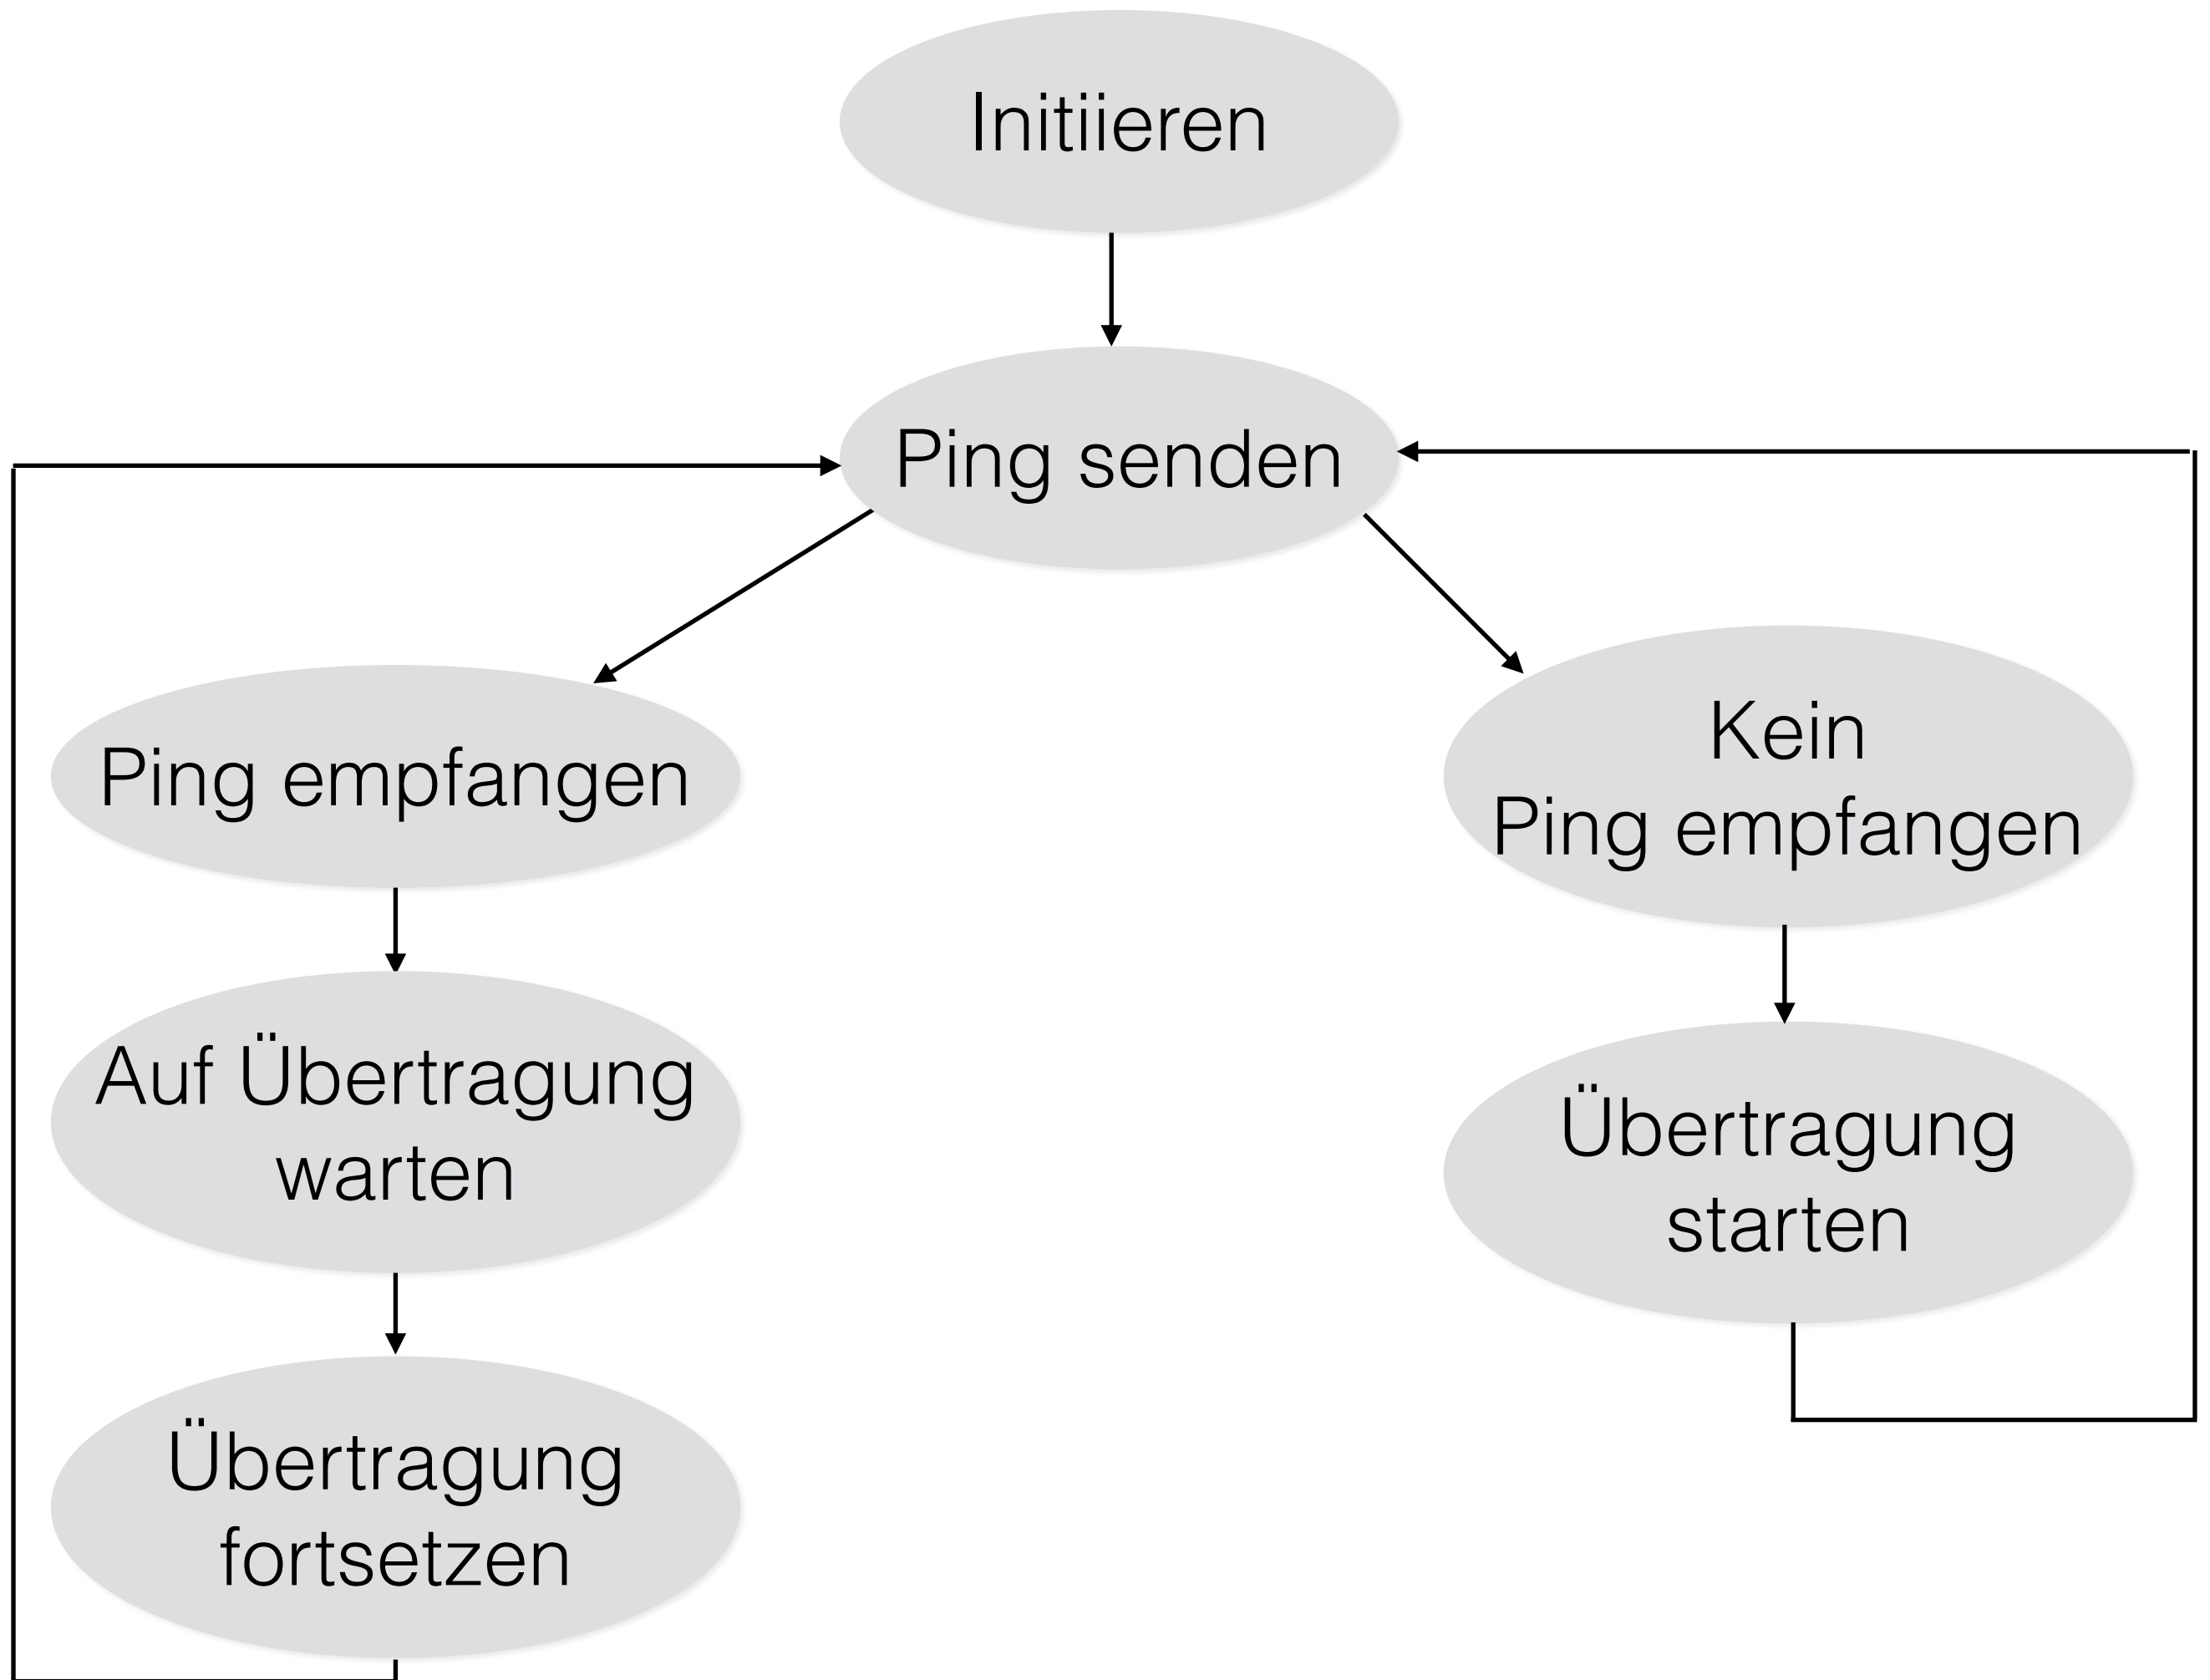 Initiieren
Ping senden
Ping empfangen
Kein
Ping empfangen
Auf Übertragung
warten
Übertragung
starten
Übertragung
fortsetzen